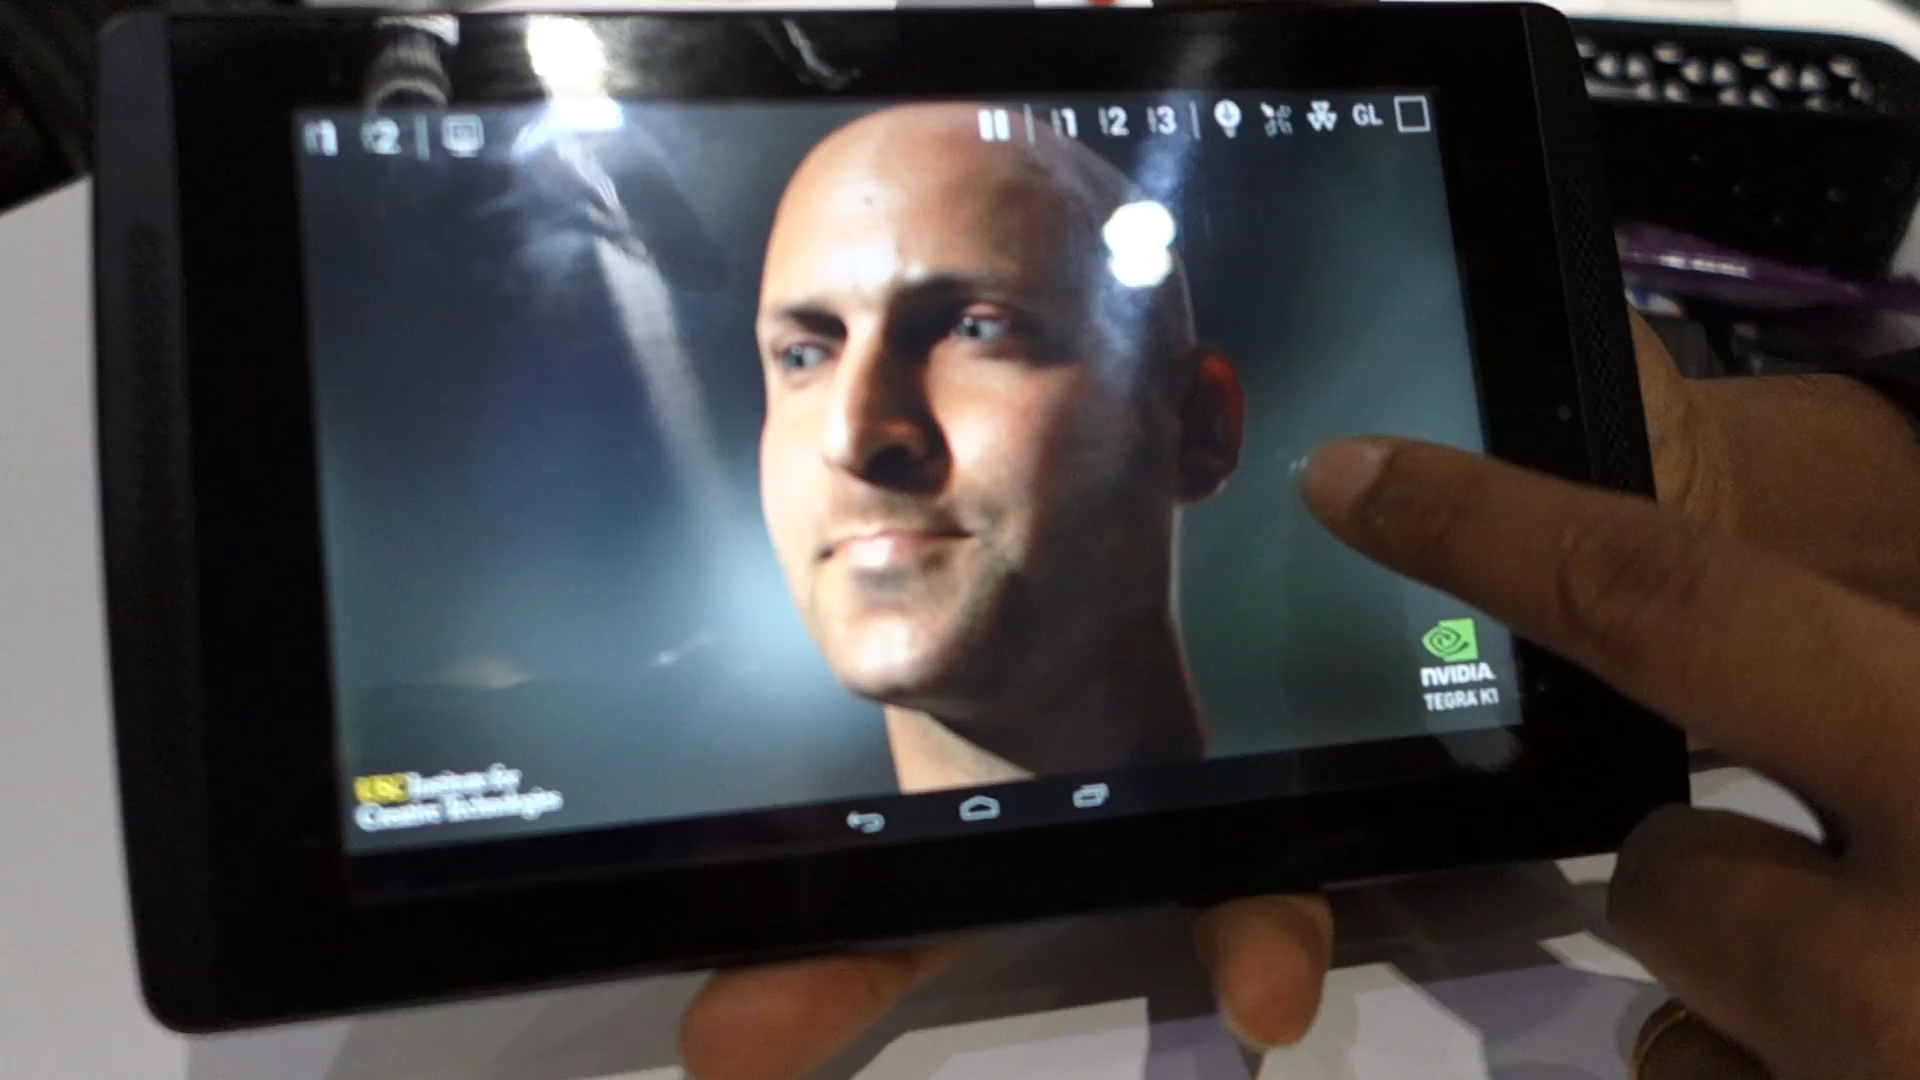 GL
NVIDIA
TEGRA K1
USC Institute for
Creative Technologies